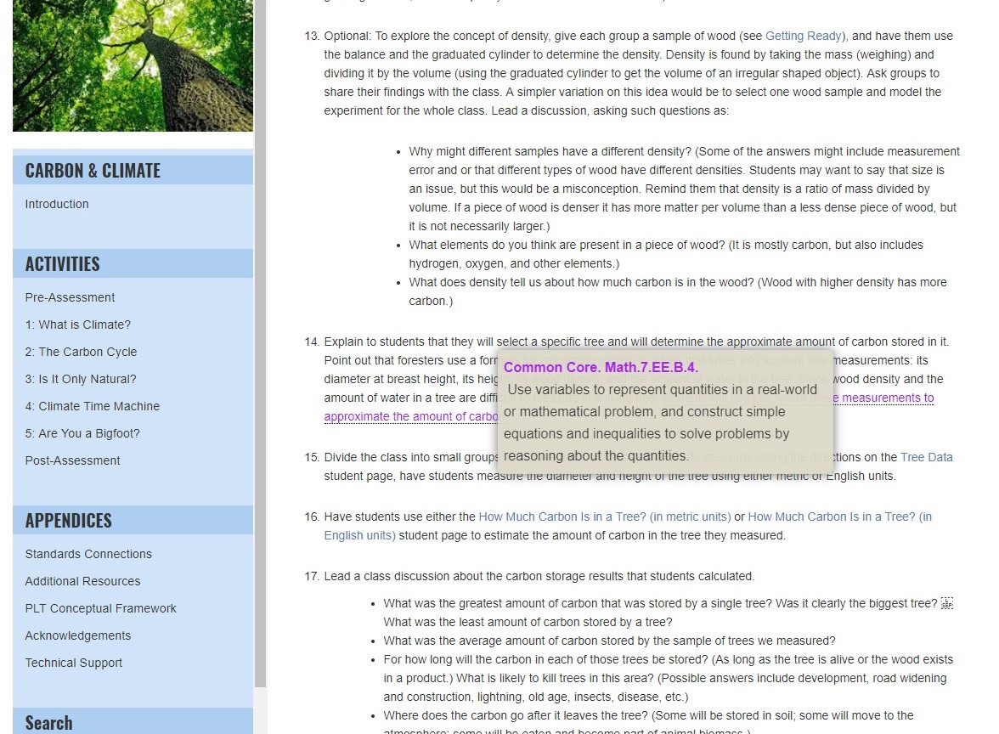 CARBON & CLIMATE
Introduction
ACTIVITIES
Pre-Assessment
1: What is Climate?
2: The Carbon Cycle
3: Is It Only Natural?
4: Climate Time Machine
5: Are You a Bigfoot?
Post-Assessment
APPENDICES
Standards Connections
Additional Resources
PLT Conceptual Framework
Acknowledgements
Technical Support
Search
13. Optional: To explore the concept of density, give each group a sample of wood (see Getting Ready), and have them use
the balance and the graduated cylinder to determine the density. Density is found by taking the mass (weighing) and
dividing it by the volume (using the graduated cylinder to get the volume of an irregular shaped object). Ask groups to
share their findings with the class. A simpler variation on this idea would be to select one wood sample and model the
experiment for the whole class. Lead a discussion, asking such questions as:
• Why might different samples have a different density? (Some of the answers might include measurement
error and or that different types of wood have different densities. Students may want to say that size is
an issue, but this would be a misconception. Remind them that density is a ratio of mass divided by
volume. If a piece of wood is denser it has more matter per volume than a less dense piece of wood, but
it is not necessarily larger.)
• What elements do you think are present in a piece of wood? (It is mostly carbon, but also includes
hydrogen, oxygen, and other elements.)
• What does density tell us about how much carbon is in the wood? (Wood with higher density has more
carbon.)
14. Explain to students that they will select a specific tree and will determine the approximate amount of carbon stored in it.
Point out that foresters use a that takes into account four measurements: its
diameter at breast height, its wood density and the
amount of water in a tree are measurements to
approximate the amount of
Common Core. Math.7.EE.B.4.
Use variables to represent quantities in a real-world
or mathematical problem, and construct simple
equations and inequalities to solve problems by
reasoning about the quantities.
15. Divide the class into small groups to measure. Using the directions on the Tree Data
student page, have students measure the diameter and height of the tree using either metric or English units.
16. Have students use either the How Much Carbon Is in a Tree? (in metric units) or How Much Carbon Is in a Tree? (in
English units) student page to estimate the amount of carbon in the tree they measured.
17. Lead a class discussion about the carbon storage results that students calculated.
• What was the greatest amount of carbon that was stored by a single tree? Was it clearly the biggest tree?
What was the least amount of carbon stored by a tree?
• What was the average amount of carbon stored by the sample of trees we measured?
• For how long will the carbon in each of those trees be stored? (As long as the tree is alive or the wood exists
in a product.) What is likely to kill trees in this area? (Possible answers include development, road widening
and construction, lightning, old age, insects, disease, etc.)
• Where does the carbon go after it leaves the tree? (Some will be stored in soil; some will move to the
atmosphere; some will be eaten and become part of animal biomass.)